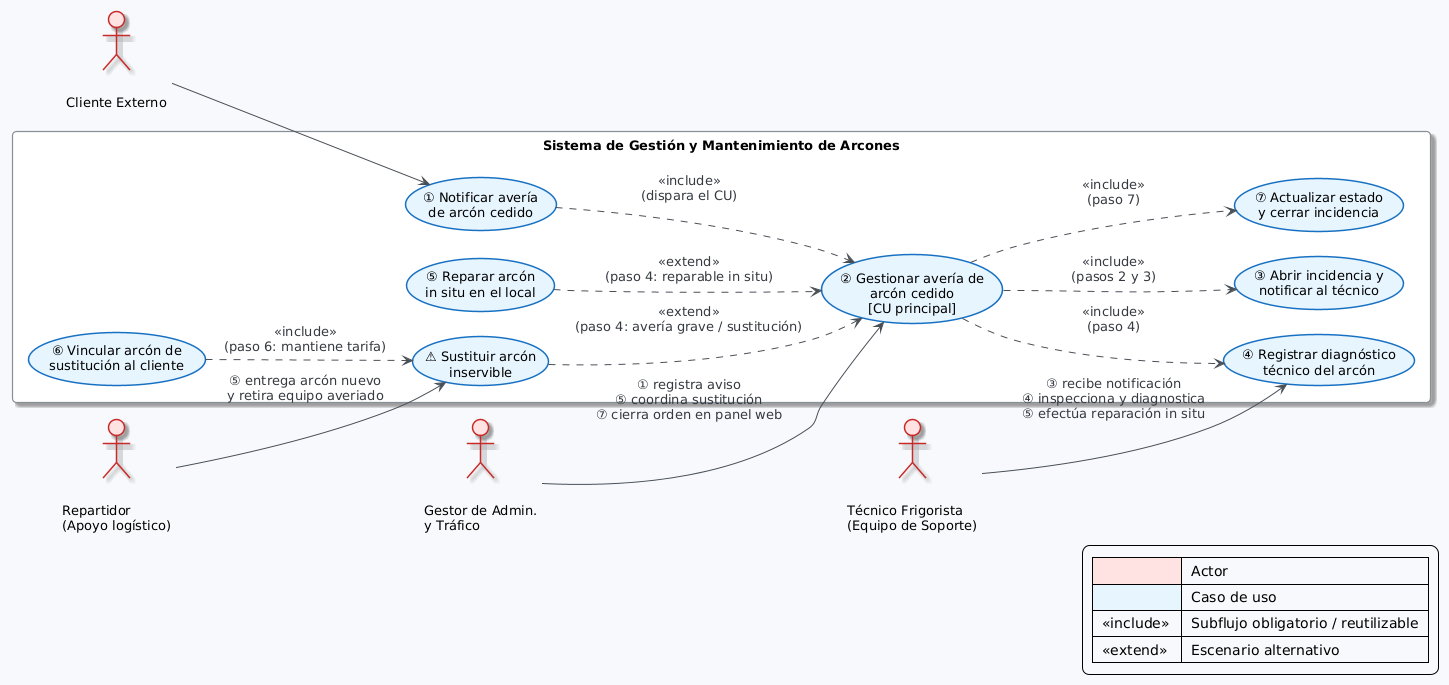 Cliente Externo
Sistema de Gestión y Mantenimiento de Arcones
① Notificar avería
de arcón cedido
«include»
(dispara el CU)
«include»
(paso 7)
⑦ Actualizar estado
y cerrar incidencia
⑤ Reparar arcón
in situ en el local
«extend»
(paso 4: reparable in situ)
② Gestionar avería de
arcón cedido
[CU principal]
«include»
(pasos 2 y 3)
③ Abrir incidencia y
notificar al técnico
⑥ Vincular arcón de
sustitución al cliente
«include»
(paso 6: mantiene tarifa)
⚠ Sustituir arcón
inservible
«extend»
(paso 4: avería grave / sustitución)
«include»
(paso 4)
④ Registrar diagnóstico
técnico del arcón
⑤ entrega arcón nuevo
y retira equipo averiado
① registra aviso
⑤ coordina sustitución
⑦ cierra orden en panel web
③ recibe notificación
④ inspecciona y diagnostica
⑤ efectúa reparación in situ
Repartidor
(Apoyo logístico)
Gestor de Admin.
y Tráfico
Técnico Frigorista
(Equipo de Soporte)
Actor
Caso de uso
«include» Subflujo obligatorio / reutilizable
«extend» Escenario alternativo